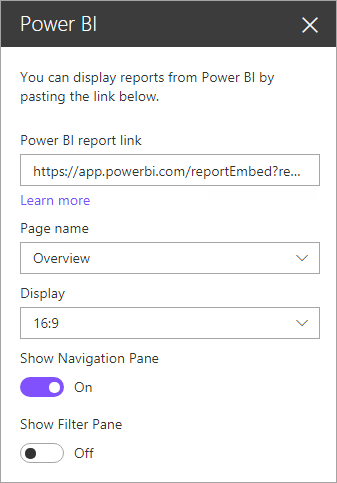 Power BI
You can display reports from Power BI by
pasting the link below.
Power BI report link
https://app.powerbi.com/reportEmbed?re...
Learn more
Page name
Overview
Display
16:9
Show Navigation Pane
On
Show Filter Pane
Off